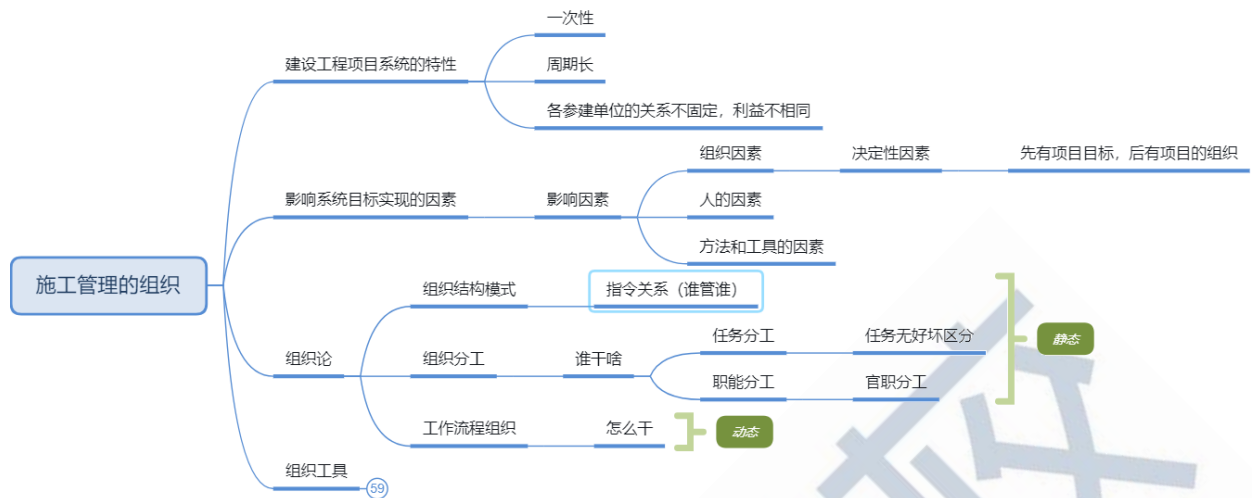 施工管理的组织
建设工程项目系统的特性
一次性
周期长
各参建单位的关系不固定，利益不相同
影响系统目标实现的因素
影响因素
组织因素
决定性因素
先有项目目标，后有项目的组织
人的因素
方法和工具的因素
组织论
组织结构模式
指令关系（谁管谁）
组织分工
谁干啥
任务分工
任务无好坏区分
职能分工
官职分工
静态
工作流程组织
怎么干
动态
组织工具
59